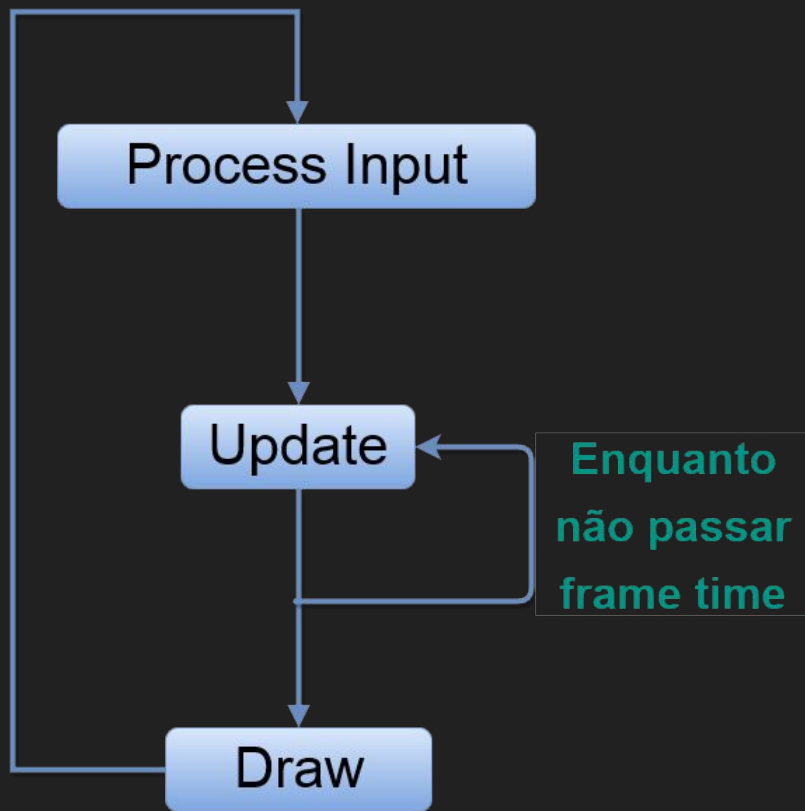 Process Input
Update
Enquanto
não passar
frame time
Draw